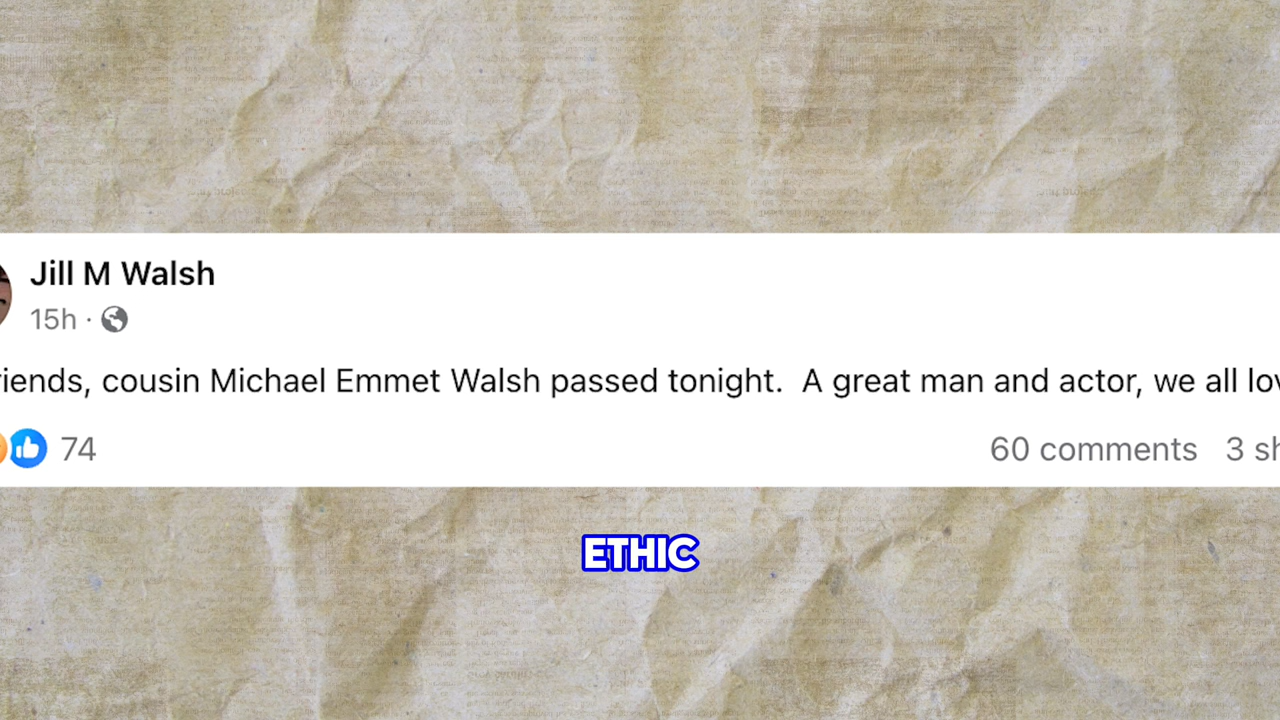 Jill M Walsh
15h ·
riends, cousin Michael Emmet Walsh passed tonight.  A great man and actor, we all lov
74
60 comments 3 sh
ETHIC